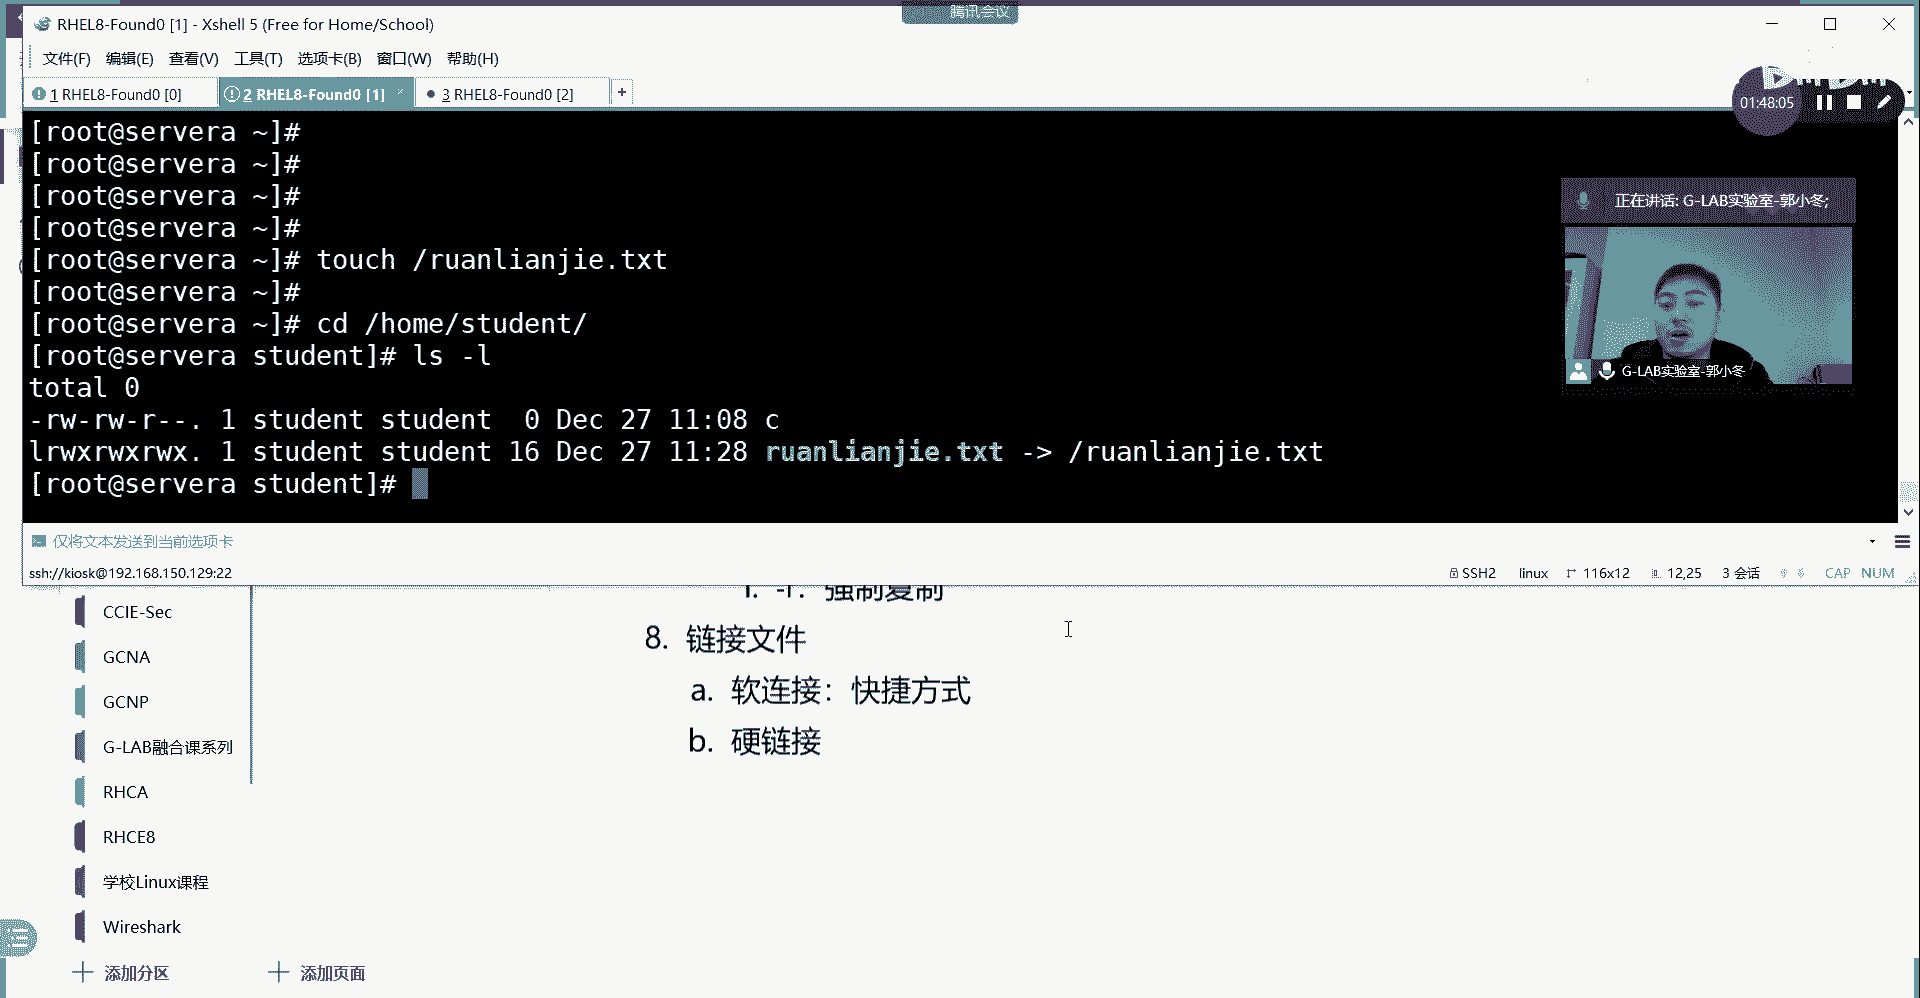 腾讯会议
RHEL8-Found0 [1] - Xshell 5 (Free for Home/School)
文件(F) 编辑(E) 查看(V) 工具(T) 选项卡(B) 窗口(W) 帮助(H)
1 RHEL8-Found0 [0] 2 RHEL8-Found0 [1] × 3 RHEL8-Found0 [2] +
01:48:05
[root@servera ~]#
[root@servera ~]#
[root@servera ~]#
[root@servera ~]#
[root@servera ~]# touch /ruanlianjie.txt
[root@servera ~]#
[root@servera ~]# cd /home/student/
[root@servera student]# ls -l
total 0
-rw-rw-r--. 1 student student  0 Dec 27 11:08 c
lrwxrwxrwx. 1 student student 16 Dec 27 11:28 ruanlianjie.txt -> /ruanlianjie.txt
[root@servera student]#
正在讲话: G-LAB实验室-郭小冬;
G-LAB实验室-郭小冬
仅将文本发送到当前选项卡
ssh://kiosk@192.168.150.129:22 SSH2 linux 116x12 12,25 3 会话 CAP NUM
强制复制
8. 链接文件
a. 软连接：快捷方式
b. 硬链接
CCIE-Sec
GCNA
GCNP
G-LAB融合课系列
RHCA
RHCE8
学校Linux课程
Wireshark
添加分区 添加页面